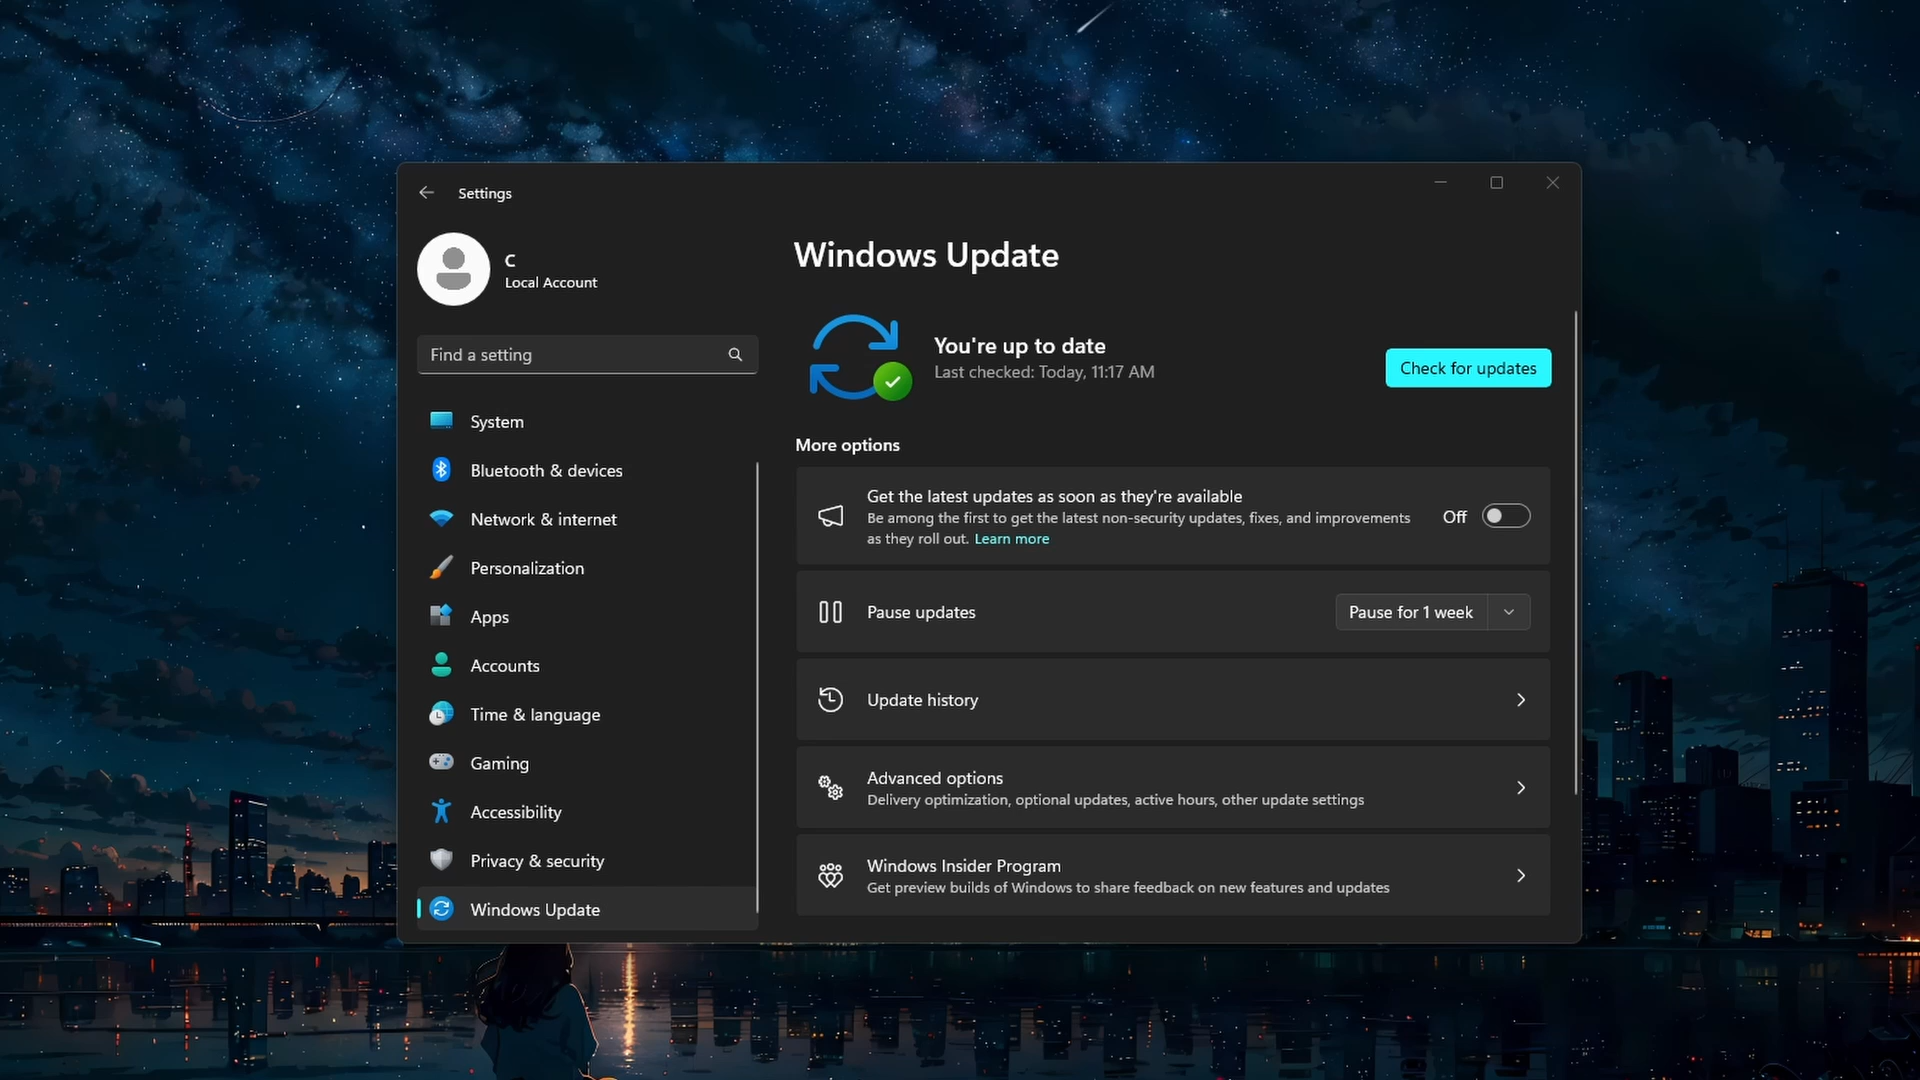 Settings
C
Local Account
Find a setting
System
Bluetooth & devices
Network & internet
Personalization
Apps
Accounts
Time & language
Gaming
Accessibility
Privacy & security
Windows Update
Windows Update
You're up to date
Last checked: Today, 11:17 AM
Check for updates
More options
Get the latest updates as soon as they're available
Be among the first to get the latest non-security updates, fixes, and improvements
as they roll out. Learn more
Off
Pause updates
Pause for 1 week
Update history
Advanced options
Delivery optimization, optional updates, active hours, other update settings
Windows Insider Program
Get preview builds of Windows to share feedback on new features and updates